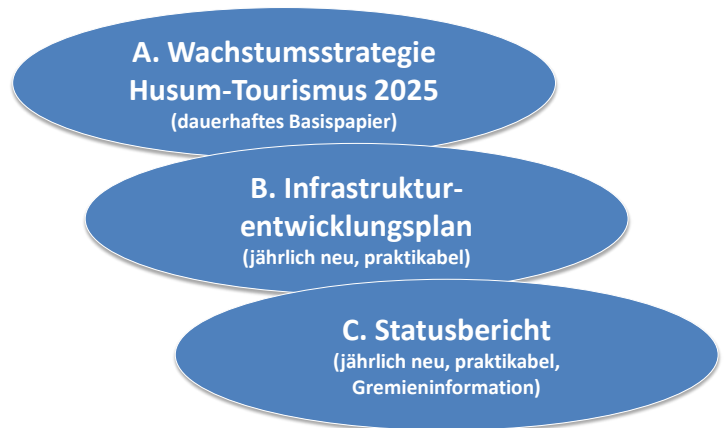 A. Wachstumsstrategie
Husum-Tourismus 2025
(dauerhaftes Basispapier)
B. Infrastruktur-
entwicklungsplan
(jährlich neu, praktikabel)
C. Statusbericht
(jährlich neu, praktikabel,
Gremieninformation)